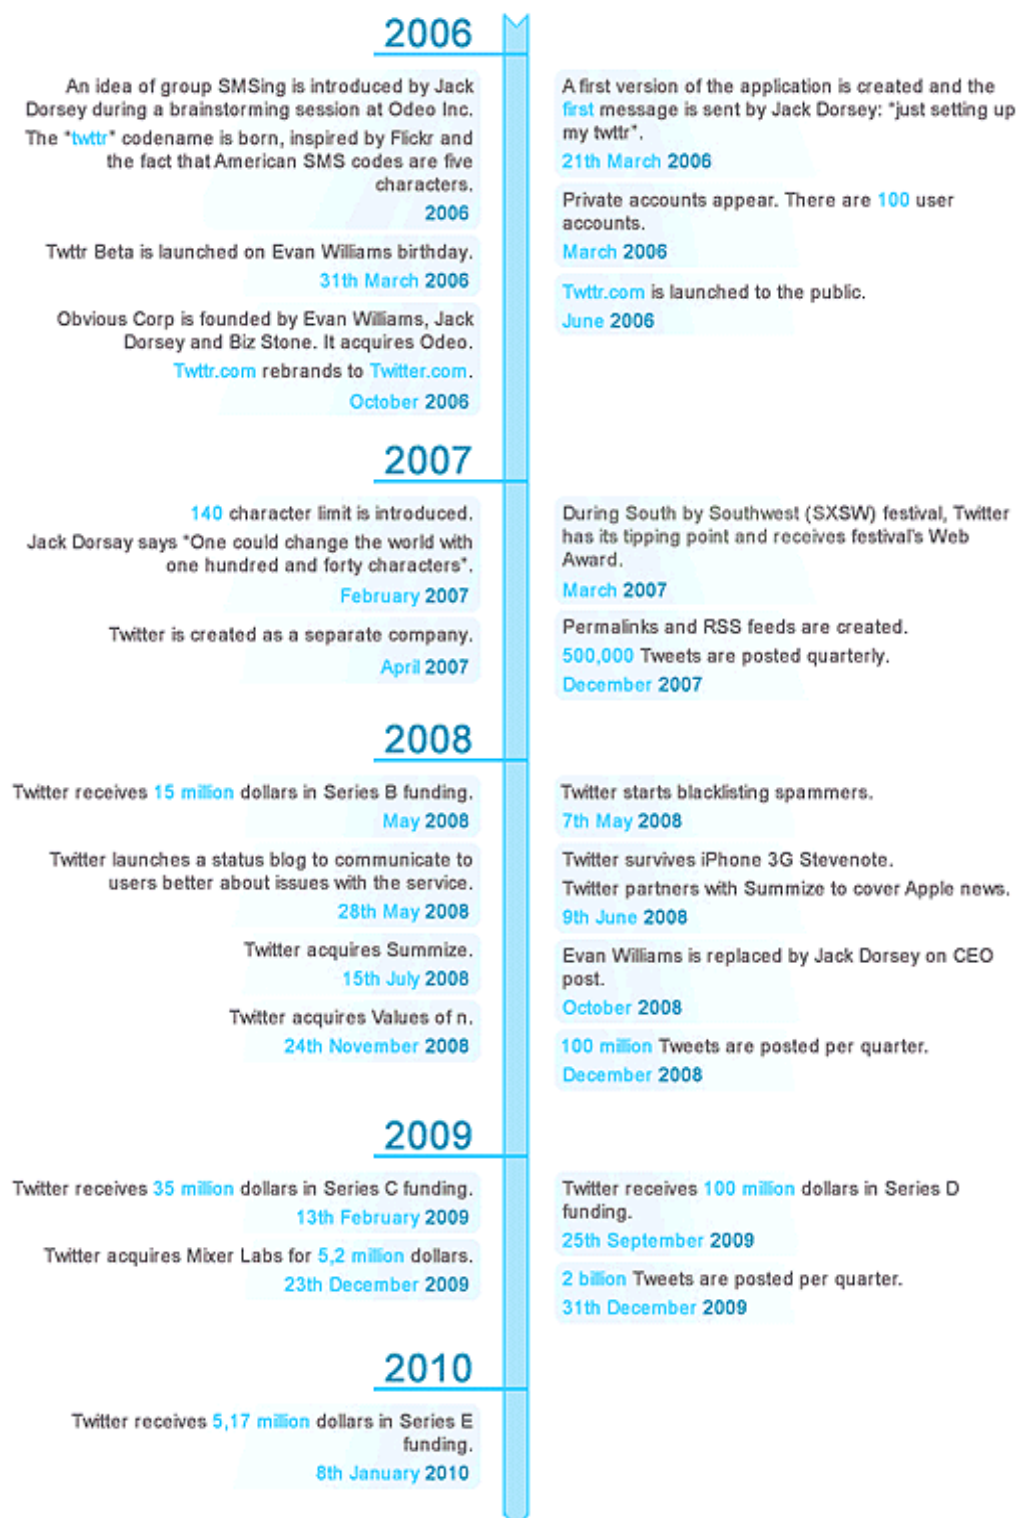 2006
An idea of group SMSing is introduced by Jack
Dorsey during a brainstorming session at Odeo Inc.
The "twttr" codename is born, inspired by Flickr and
the fact that American SMS codes are five
characters.
2006
A first version of the application is created and the
first message is sent by Jack Dorsey: "just setting up
my twttr".
21th March 2006
Private accounts appear. There are 100 user
accounts.
March 2006
Twttr Beta is launched on Evan Williams birthday.
31th March 2006
Twttr.com is launched to the public.
June 2006
Obvious Corp is founded by Evan Williams, Jack
Dorsey and Biz Stone. It acquires Odeo.
Twttr.com rebrands to Twitter.com.
October 2006
2007
140 character limit is introduced.
Jack Dorsay says "One could change the world with
one hundred and forty characters".
February 2007
During South by Southwest (SXSW) festival, Twitter
has its tipping point and receives festival's Web
Award.
March 2007
Twitter is created as a separate company.
April 2007
Permalinks and RSS feeds are created.
500,000 Tweets are posted quarterly.
December 2007
2008
Twitter receives 15 million dollars in Series B funding.
May 2008
Twitter starts blacklisting spammers.
7th May 2008
Twitter launches a status blog to communicate to
users better about issues with the service.
28th May 2008
Twitter survives iPhone 3G Stevenote.
Twitter partners with Summize to cover Apple news.
9th June 2008
Twitter acquires Summize.
15th July 2008
Evan Williams is replaced by Jack Dorsey on CEO
post.
October 2008
Twitter acquires Values of n.
24th November 2008
100 million Tweets are posted per quarter.
December 2008
2009
Twitter receives 35 million dollars in Series C funding.
13th February 2009
Twitter receives 100 million dollars in Series D
funding.
25th September 2009
Twitter acquires Mixer Labs for 5,2 million dollars.
23th December 2009
2 billion Tweets are posted per quarter.
31th December 2009
2010
Twitter receives 5,17 million dollars in Series E
funding.
8th January 2010